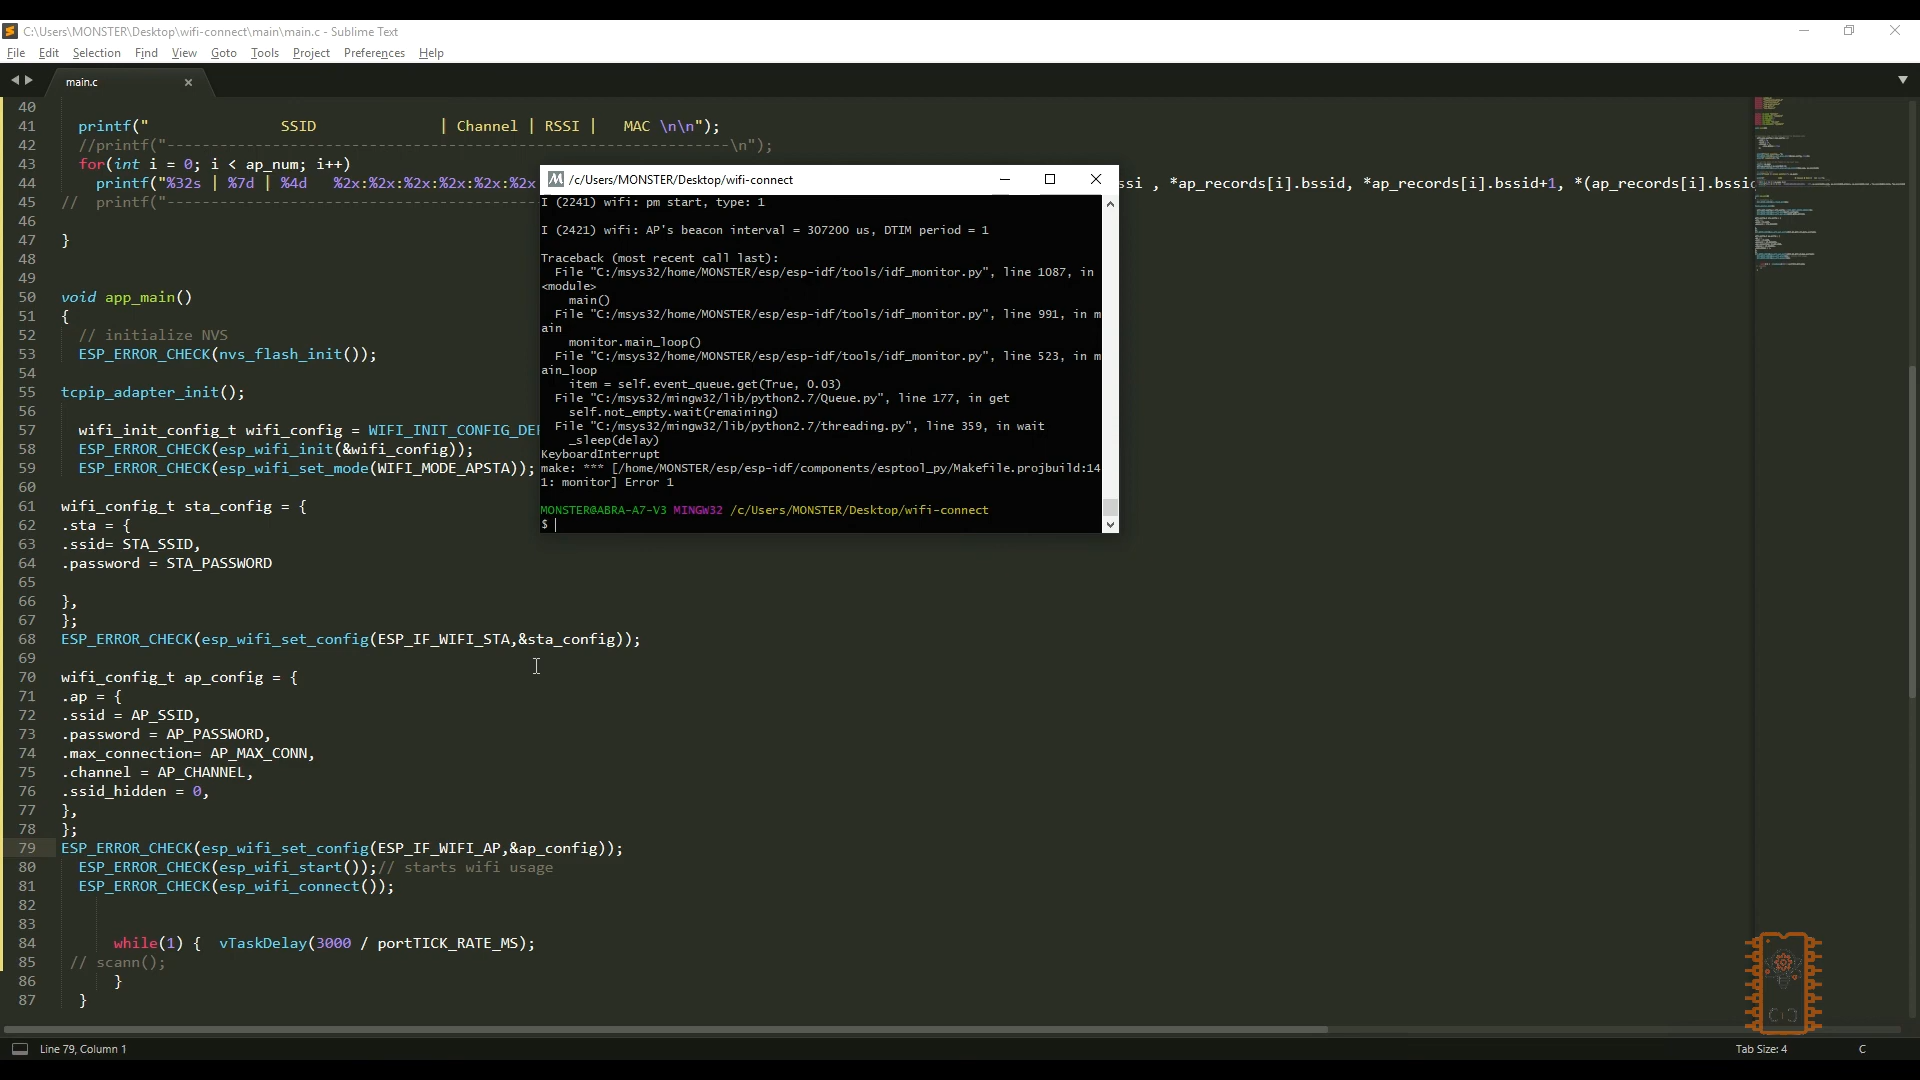 C:\Users\MONSTER\Desktop\wifi-connect\main\main.c - Sublime Text
File Edit Selection Find View Goto Tools Project Preferences Help
main.c
40
41 printf(" SSID | Channel | RSSI | MAC \n\n");
42 //printf("----------------------------------------------------------------\n");
43 for(int i = 0; i < ap_num; i++)
44 printf("%32s | %7d | %4d %2x:%2x:%2x:%2x:%2x:%2x ssi , *ap_records[i].bssid, *ap_records[i].bssid+1, *(ap_records[i].bssi
45 // printf("------------------------------------------
46
47 }
48
49
50 void app_main()
51 {
52 // initialize NVS
53 ESP_ERROR_CHECK(nvs_flash_init());
54
55 tcpip_adapter_init();
56
57 wifi_init_config_t wifi_config = WIFI_INIT_CONFIG_DEF
58 ESP_ERROR_CHECK(esp_wifi_init(&wifi_config));
59 ESP_ERROR_CHECK(esp_wifi_set_mode(WIFI_MODE_APSTA));
60
61 wifi_config_t sta_config = {
62 .sta = {
63 .ssid= STA_SSID,
64 .password = STA_PASSWORD
65
66 },
67 };
68 ESP_ERROR_CHECK(esp_wifi_set_config(ESP_IF_WIFI_STA,&sta_config));
69
70 wifi_config_t ap_config = {
71 .ap = {
72 .ssid = AP_SSID,
73 .password = AP_PASSWORD,
74 .max_connection= AP_MAX_CONN,
75 .channel = AP_CHANNEL,
76 .ssid_hidden = 0,
77 },
78 };
79 ESP_ERROR_CHECK(esp_wifi_set_config(ESP_IF_WIFI_AP,&ap_config));
80 ESP_ERROR_CHECK(esp_wifi_start());// starts wifi usage
81 ESP_ERROR_CHECK(esp_wifi_connect());
82
83
84 while(1) { vTaskDelay(3000 / portTICK_RATE_MS);
85 // scann();
86 }
87 }
/c/Users/MONSTER/Desktop/wifi-connect
I (2241) wifi: pm start, type: 1
I (2421) wifi: AP's beacon interval = 307200 us, DTIM period = 1
Traceback (most recent call last):
File "C:/msys32/home/MONSTER/esp/esp-idf/tools/idf_monitor.py", line 1087, in
<module>
main()
File "C:/msys32/home/MONSTER/esp/esp-idf/tools/idf_monitor.py", line 991, in m
ain
monitor.main_loop()
File "C:/msys32/home/MONSTER/esp/esp-idf/tools/idf_monitor.py", line 523, in m
ain_loop
item = self.event_queue.get(True, 0.03)
File "C:/msys32/mingw32/lib/python2.7/Queue.py", line 177, in get
self.not_empty.wait(remaining)
File "C:/msys32/mingw32/lib/python2.7/threading.py", line 359, in wait
_sleep(delay)
KeyboardInterrupt
make: *** [/home/MONSTER/esp/esp-idf/components/esptool_py/Makefile.projbuild:14
1: monitor] Error 1
MONSTER@ABRA-A7-V3 MINGW32 /c/Users/MONSTER/Desktop/wifi-connect
$
Line 79, Column 1
Tab Size: 4
C